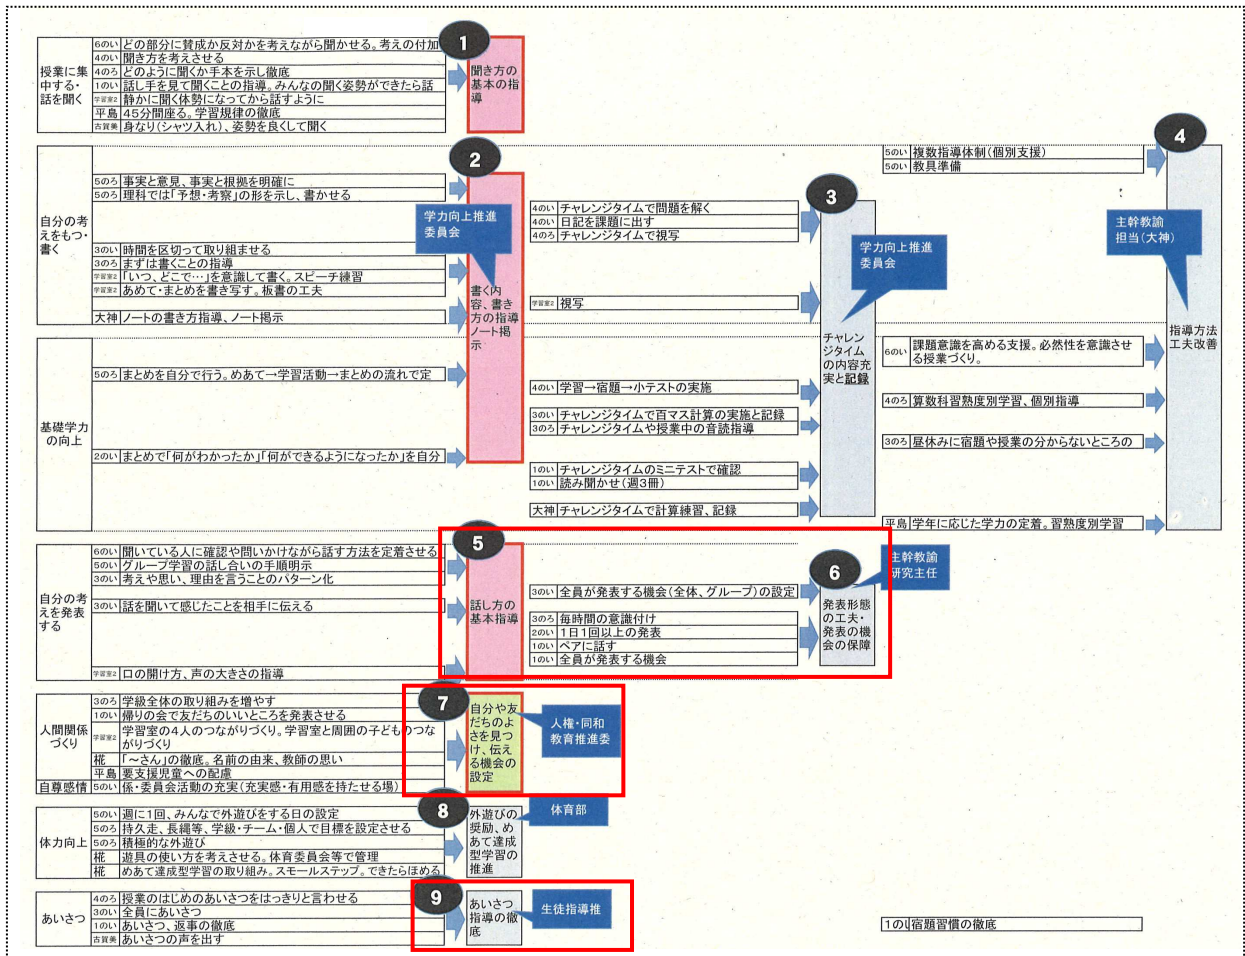 授業に集
中する・
話を聞く
6のい どの部分に賛成か反対かを考えながら聞かせる。考えの付加
4のい 聞き方を考えさせる
4のろ どのように聞くか手本を示し徹底
1のい 話し手を見て聞くことの指導。みんなの聞く姿勢ができたら話
学習室2 静かに聞く体勢になってから話すように
平島 45分間座る。学習規律の徹底
古賀美 身なり(シャツ入れ)、姿勢を良くして聞く
1
聞き方の
基本の指
導
自分の考
えをもつ・
書く
5のろ 事実と意見、事実と根拠を明確に
5のろ 理科では「予想・考察」の形を示し、書かせる
3のい 時間を区切って取り組ませる
3のろ まずは書くことの指導
学習室2 「いつ、どこで…」を意識して書く。スピーチ練習
学習室2 あめて・まとめを書き写す。板書の工夫
大神 ノートの書き方指導、ノート掲示
2
学力向上推進
委員会
書く内
容、書き
方の指導
ノート掲
示
4のい チャレンジタイムで問題を解く
4のい 日記を課題に出す
4のろ チャレンジタイムで視写
学習室2 視写
3
学力向上推進
委員会
チャレン
ジタイム
の内容充
実と記録
5のい 複数指導体制(個別支援)
5のい 教具準備
4
主幹教諭
担当(大神)
指導方法
工夫改善
基礎学力
の向上
5のろ まとめを自分で行う。めあて→学習活動→まとめの流れで定
2のい まとめで「何がわかったか」「何ができるようになったか」を自分
4のい 学習→宿題→小テストの実施
3のい チャレンジタイムで百マス計算の実施と記録
3のろ チャレンジタイムや授業中の音読指導
1のい チャレンジタイムのミニテストで確認
1のい 読み聞かせ(週3冊)
大神 チャレンジタイムで計算練習、記録
6のい 課題意識を高める支援。必然性を意識させ
る授業づくり。
4のろ 算数科習熟度別学習、個別指導
3のろ 昼休みに宿題や授業の分からないところの
平島 学年に応じた学力の定着。習熟度別学習
自分の考
えを発表
する
6のい 聞いている人に確認や問いかけながら話す方法を定着させる
5のい グループ学習の話し合いの手順明示
3のい 考えや思い、理由を言うことのパターン化
3のい 話を聞いて感じたことを相手に伝える
学習室2 口の開け方、声の大きさの指導
5
話し方の
基本指導
3のい 全員が発表する機会(全体、グループ)の設定
3のろ 毎時間の意識付け
2のい 1日1回以上の発表
1のい ペアに話す
1のい 全員が発表する機会
6
主幹教諭
研究主任
発表形態
の工夫・
発表の機
会の保障
人間関係
づくり
3のろ 学級全体の取り組みを増やす
1のい 帰りの会で友だちのいいところを発表させる
学習室2 学習室の4人のつながりづくり。学習室と周囲の子どものつな
がりづくり
椛 「～さん」の徹底。名前の由来、教師の思い
平島 要支援児童への配慮
自尊感情 5のい 係・委員会活動の充実(充実感・有用感を持たせる場)
7
自分や友
だちのよ
さを見つ
け、伝え
る機会の
設定
人権・同和
教育推進委
体力向上
5のい 週に1回、みんなで外遊びをする日の設定
5のろ 持久走、長縄等、学級・チーム・個人で目標を設定させる
5のろ 積極的な外遊び
椛 遊具の使い方を考えさせる。体育委員会等で管理
椛 めあて達成型学習の取り組み。スモールステップ。できたらほめる
8
外遊びの
奨励、め
あて達成
型学習の
推進
体育部
あいさつ
4のろ 授業のはじめのあいさつをはっきりと言わせる
3のい 全員にあいさつ
1のい あいさつ、返事の徹底
古賀美 あいさつの声を出す
9
あいさつ
指導の徹
底
生徒指導推
1のい 宿題習慣の徹底